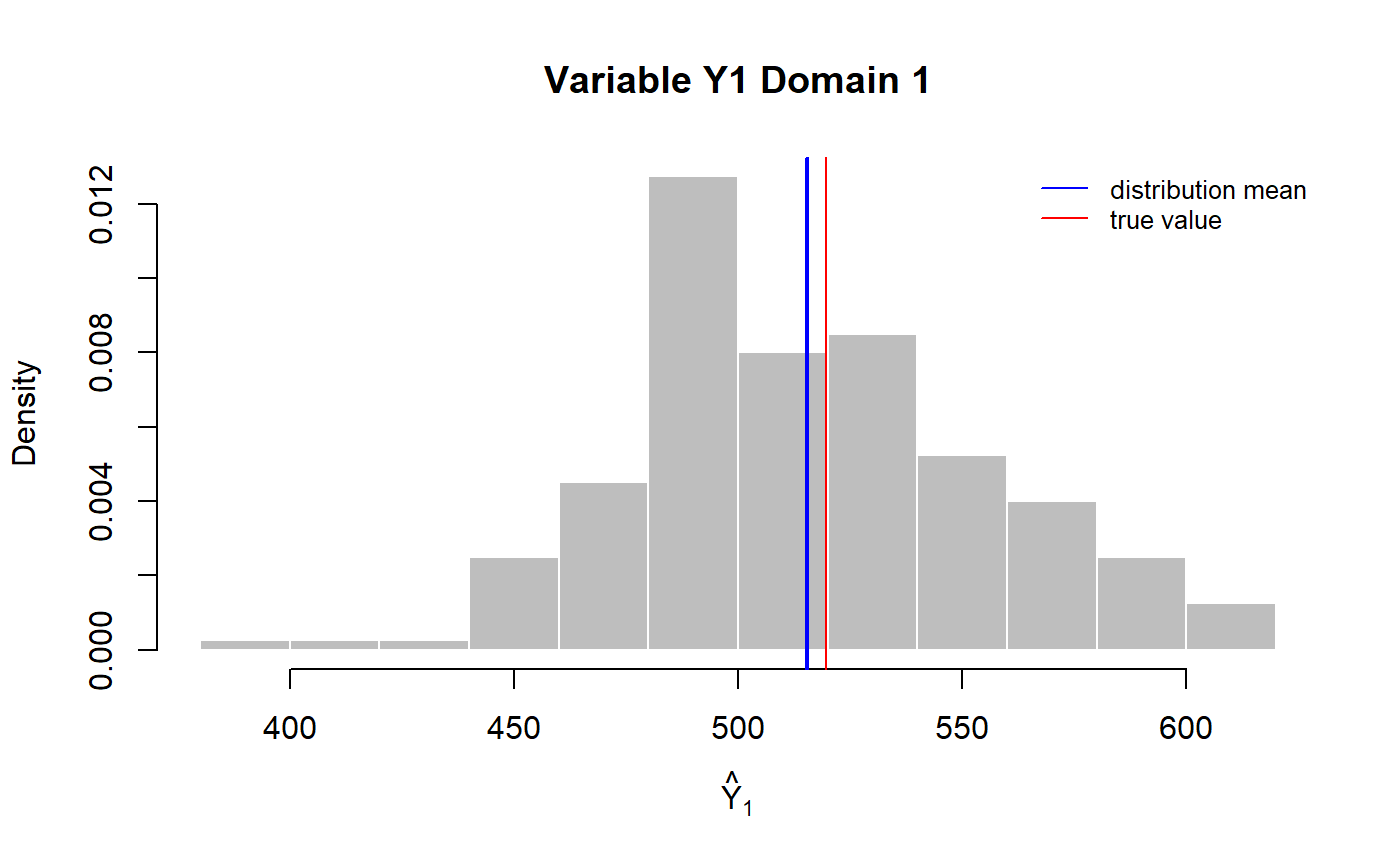 Variable Y1 Domain 1
distribution mean
true value
Density
0.012
0.008
0.004
0.000
400 450 500 550 600
Ŷ₁